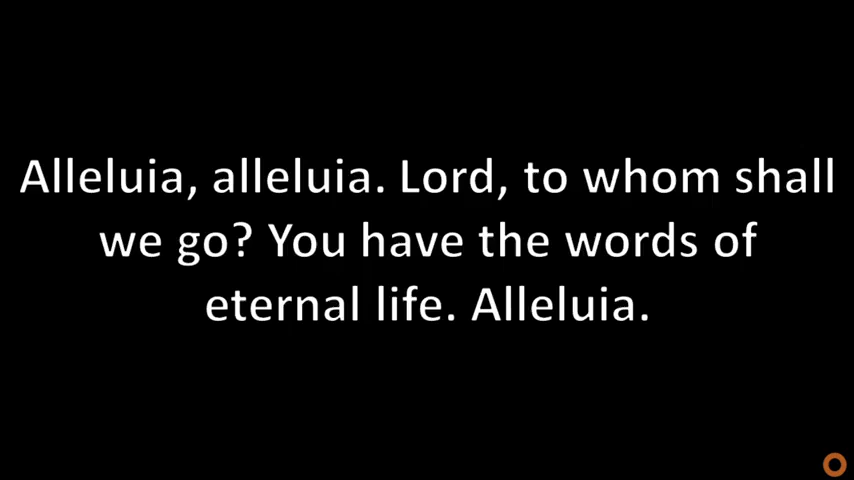 Alleluia, alleluia. Lord, to whom shall
we go? You have the words of
eternal life. Alleluia.